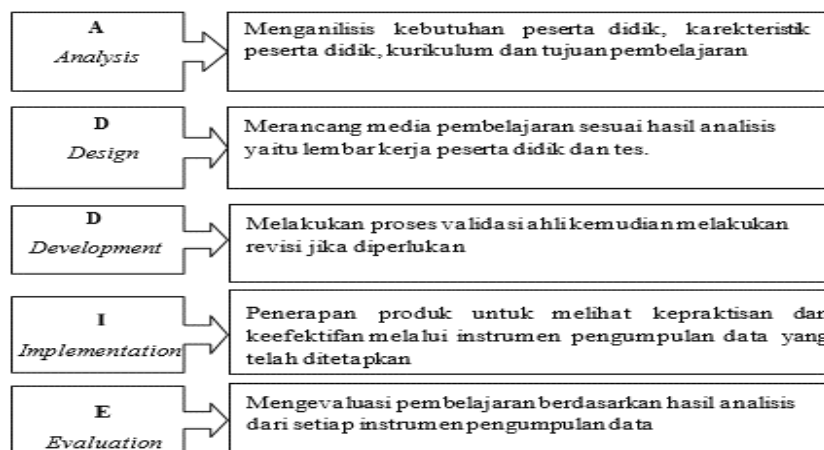 A
Analysis
Menganilisis kebutuhan peserta didik, karekteristik
peserta didik, kurikulum dan tujuan pembelajaran
D
Design
Merancang media pembelajaran sesuai hasil analisis
yaitu lembar kerja peserta didik dan tes.
D
Development
Melakukan proses validasi ahli kemudian melakukan
revisi jika diperlukan
I
Implementation
Penerapan produk untuk melihat kepraktisan dan
keefektifan melalui instrumen pengumpulan data yang
telah ditetapkan
E
Evaluation
Mengevaluasi pembelajaran berdasarkan hasil analisis
dari setiap instrumen pengumpulan data